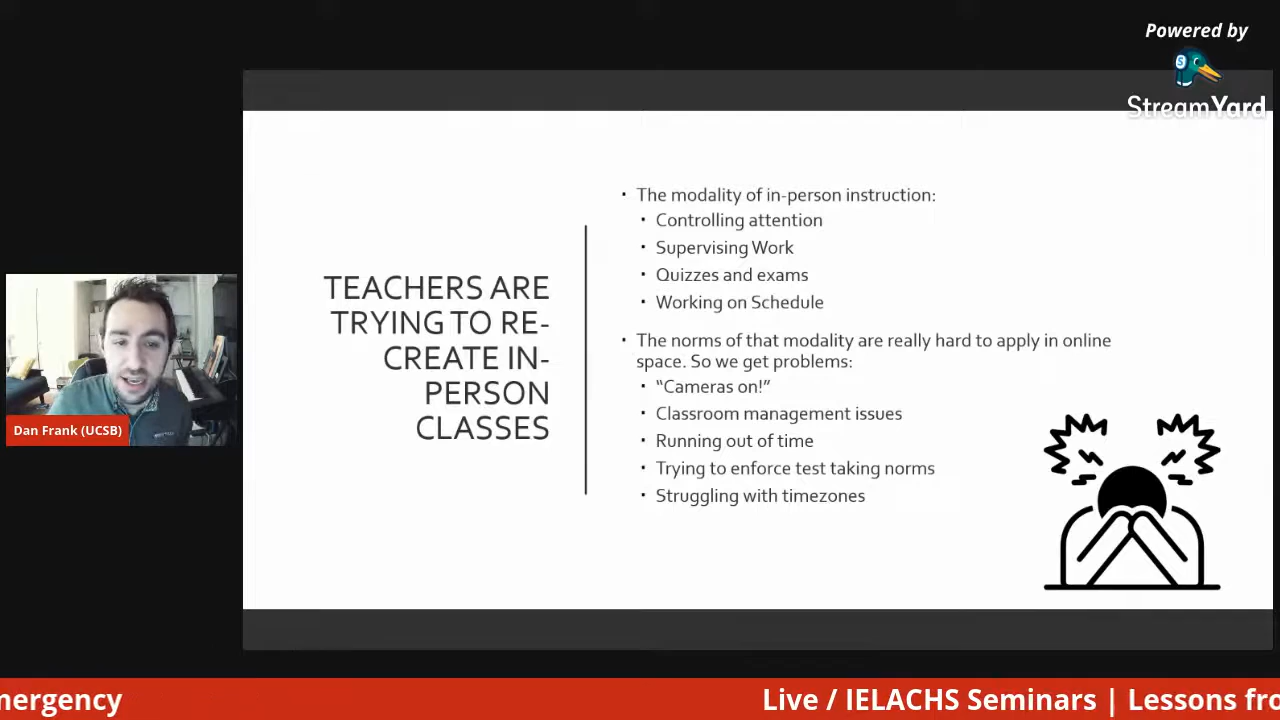 Powered by
StreamYard
TEACHERS ARE
TRYING TO RE-
CREATE IN-
PERSON
CLASSES
• The modality of in-person instruction:
• Controlling attention
• Supervising Work
• Quizzes and exams
• Working on Schedule
• The norms of that modality are really hard to apply in online
space. So we get problems:
• “Cameras on!”
• Classroom management issues
• Running out of time
• Trying to enforce test taking norms
• Struggling with timezones
Dan Frank (UCSB)
mergency
Live / IELACHS Seminars | Lessons fro